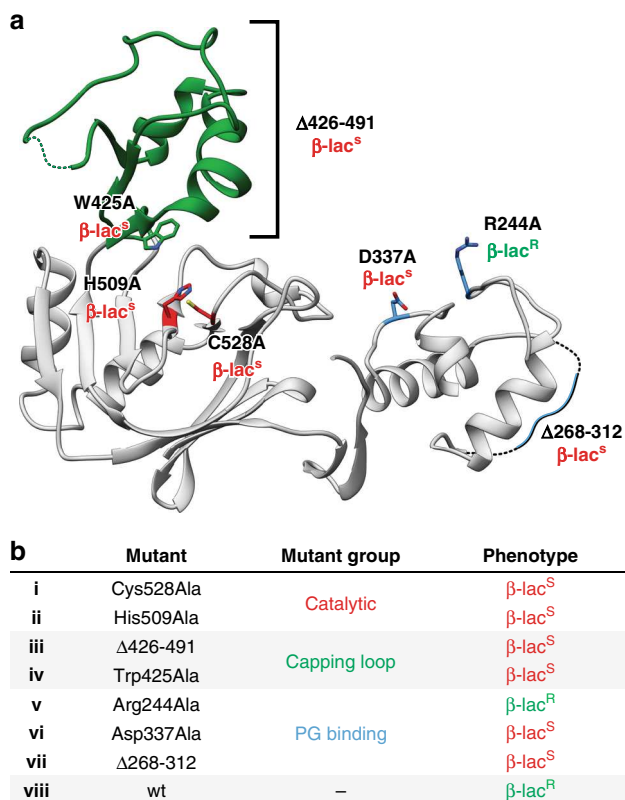 a
Δ426-491
β-lacˢ
W425A
β-lacˢ
R244A
β-lacᴿ
D337A
β-lacˢ
H509A
β-lacˢ
C528A
β-lacˢ
Δ268-312
β-lacˢ
b
Mutant Mutant group Phenotype
i Cys528Ala β-lacS
Catalytic
ii His509Ala β-lacS
iii Δ426-491 β-lacS
Capping loop
iv Trp425Ala β-lacS
v Arg244Ala β-lacR
vi Asp337Ala PG binding β-lacS
vii Δ268-312 β-lacS
viii wt – β-lacR